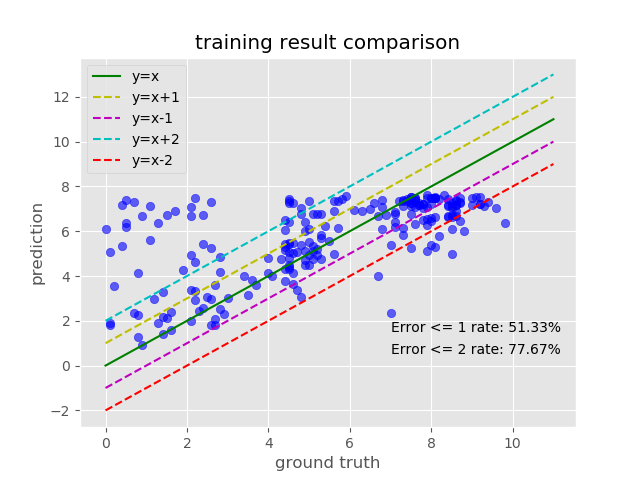 training result comparison
y=x
y=x+1
y=x-1
y=x+2
y=x-2
12
10
8
6
4
2
0
−2
prediction
Error <= 1 rate: 51.33%
Error <= 2 rate: 77.67%
0 2 4 6 8 10
ground truth